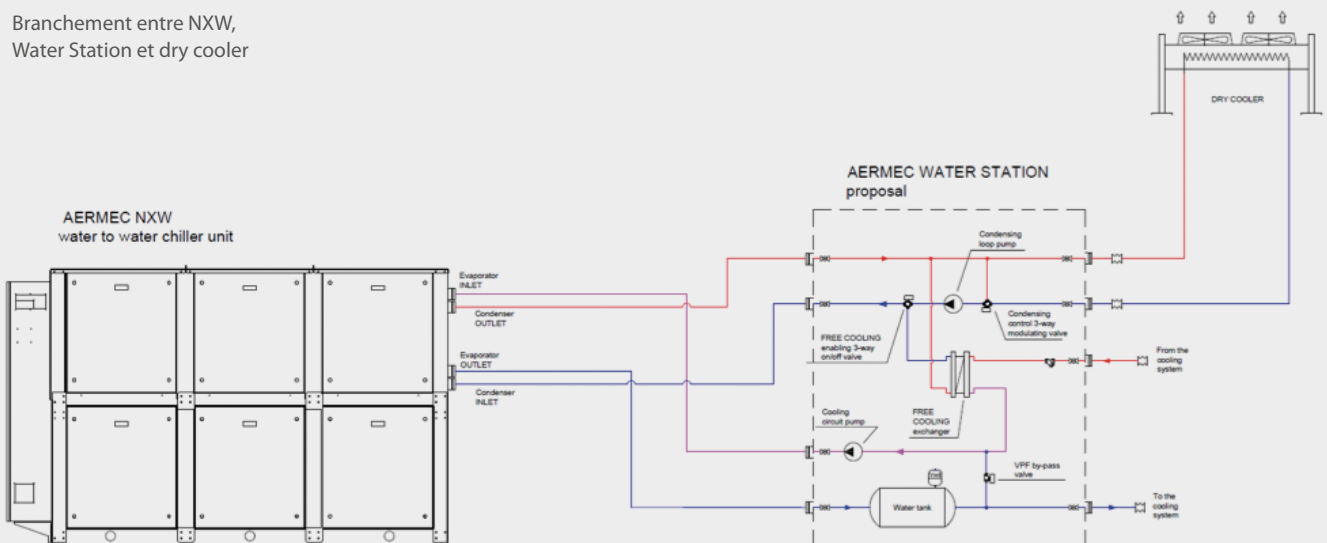 Branchement entre NXW,
Water Station et dry cooler
DRY COOLER
AERMEC WATER STATION
proposal
AERMEC NXW
water to water chiller unit
Condensing
loop pump
Evaporator
INLET
Condenser
OUTLET
FREE COOLING
enabling 3-way
on/off valve
Condensing
control 3-way
modulating valve
From the
cooling
system
Evaporator
OUTLET
Condenser
INLET
Cooling
circuit pump
FREE
COOLING
exchanger
VPF by-pass
valve
Water tank
To the
cooling
system